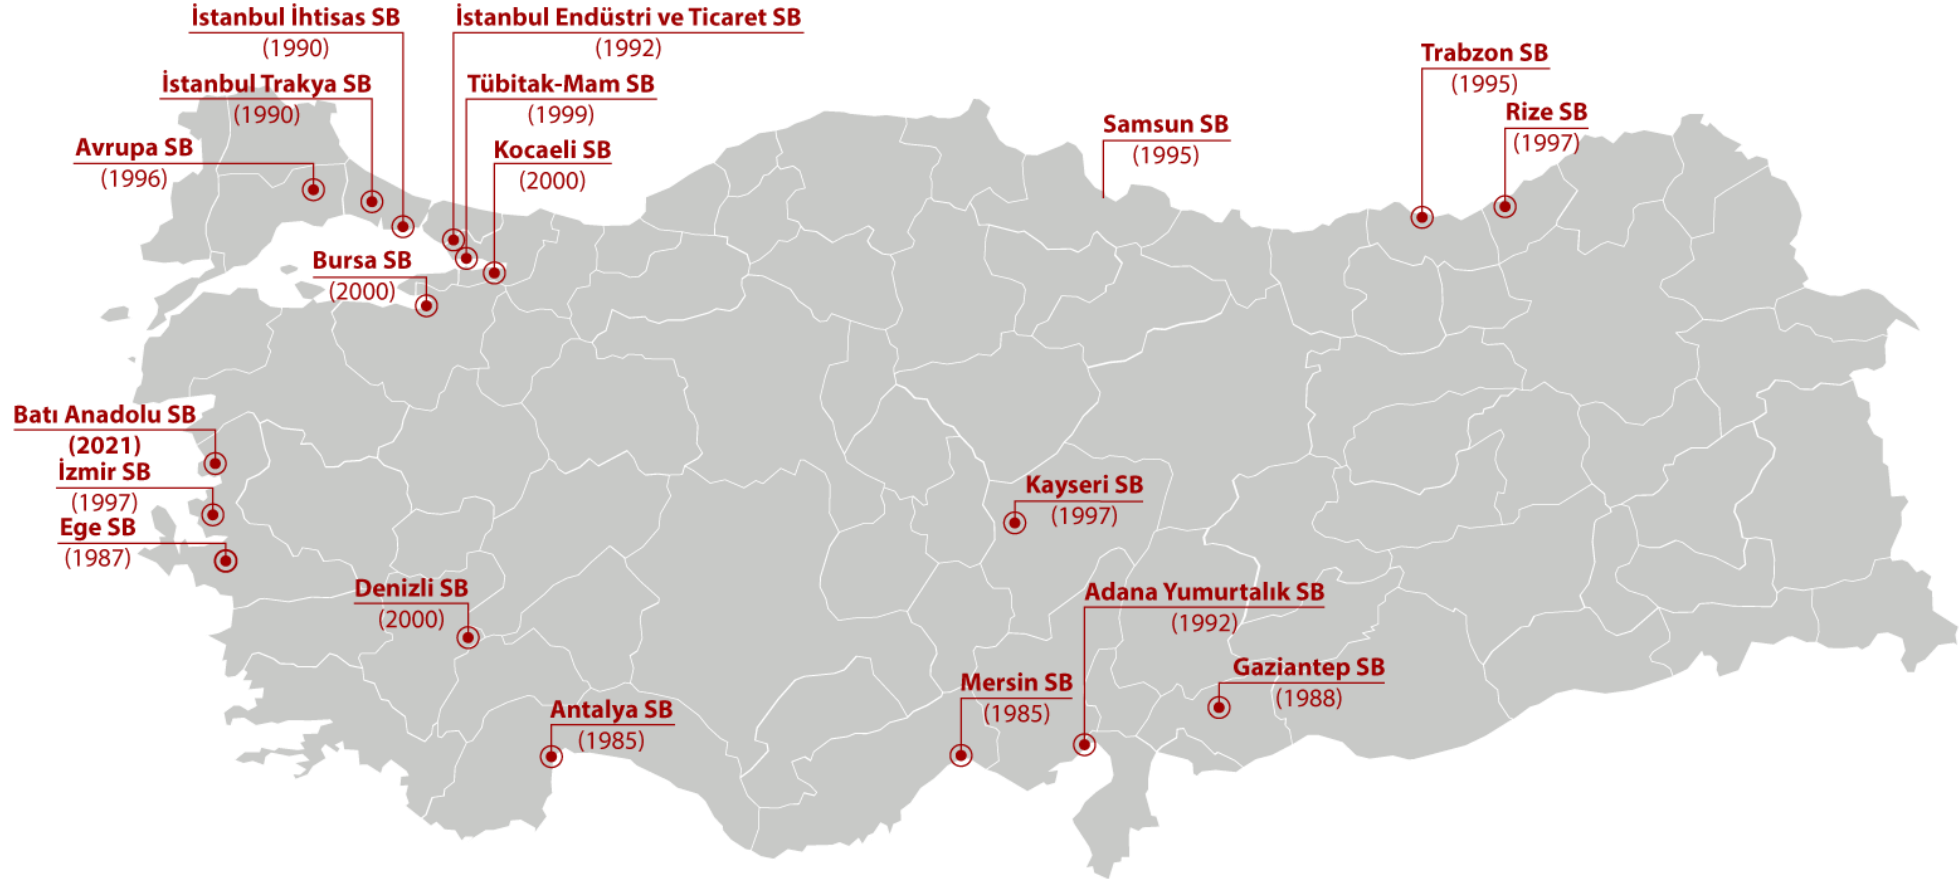 İstanbul İhtisas SB
(1990)
İstanbul Endüstri ve Ticaret SB
(1992)
İstanbul Trakya SB
(1990)
Tübitak-Mam SB
(1999)
Avrupa SB
(1996)
Kocaeli SB
(2000)
Bursa SB
(2000)
Samsun SB
(1995)
Trabzon SB
(1995)
Rize SB
(1997)
Batı Anadolu SB
(2021)
İzmir SB
(1997)
Ege SB
(1987)
Denizli SB
(2000)
Antalya SB
(1985)
Kayseri SB
(1997)
Mersin SB
(1985)
Adana Yumurtalık SB
(1992)
Gaziantep SB
(1988)